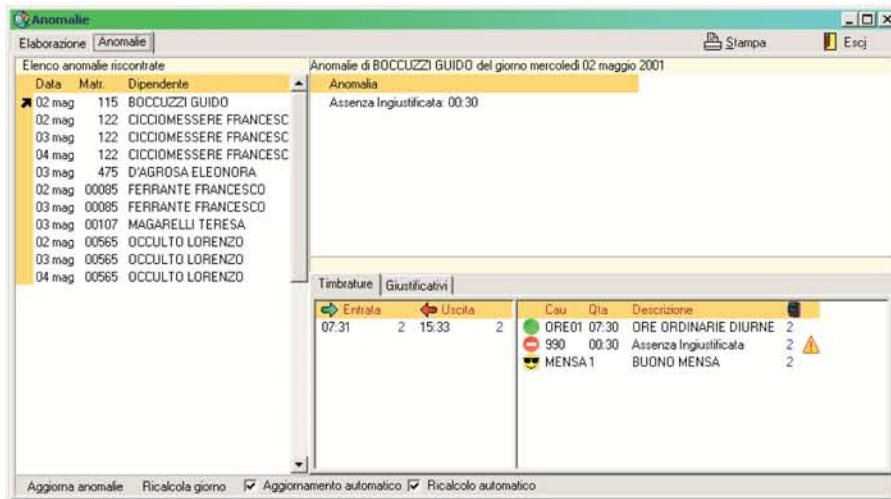 Anomalie
Elaborazione Anomalie Stampa Esci
Elenco anomalie riscontrate
Data Matr. Dipendente
02 mag 115 BOCCUZZI GUIDO
02 mag 122 CICCIOMESSERE FRANCESC
03 mag 122 CICCIOMESSERE FRANCESC
04 mag 122 CICCIOMESSERE FRANCESC
03 mag 475 D'AGROSA ELEONORA
02 mag 00085 FERRANTE FRANCESCO
03 mag 00085 FERRANTE FRANCESCO
03 mag 00107 MAGARELLI TERESA
02 mag 00565 OCCULTO LORENZO
03 mag 00565 OCCULTO LORENZO
04 mag 00565 OCCULTO LORENZO
Anomalie di BOCCUZZI GUIDO del giorno mercoledì 02 maggio 2001
Anomalia
Assenza Ingiustificata: 00:30
Timbrature Giustificativi
Entrata Uscita
07:31 2 15:33 2
Cau Qta Descrizione
ORE01 07:30 ORE ORDINARIE DIURNE 2
990 00:30 Assenza Ingiustificata 2
MENSA 1 BUONO MENSA 2
Aggiorna anomalie Ricalcola giorno Aggiornamento automatico Ricalcolo automatico